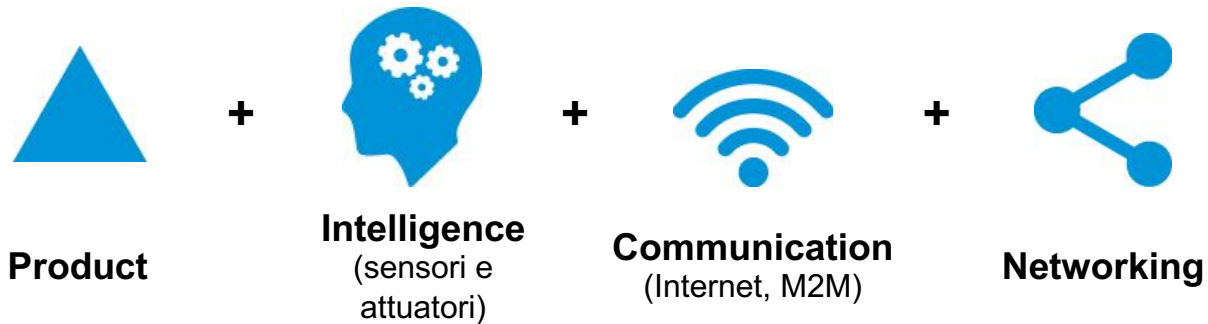 +
+
+
Product
Intelligence
(sensori e
attuatori)
Communication
(Internet, M2M)
Networking